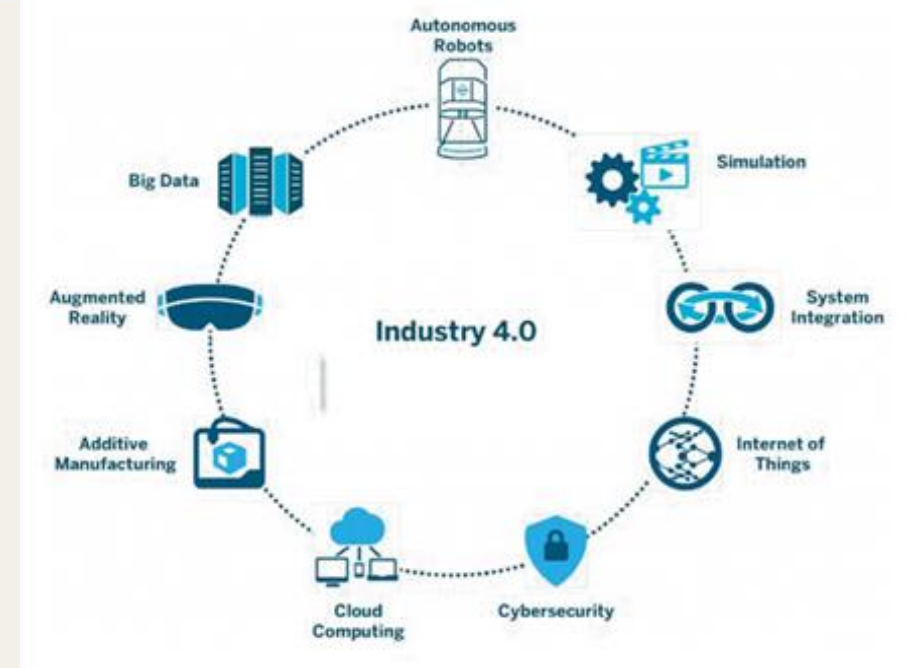 Autonomous
Robots
Simulation
Big Data
System
Integration
Augmented
Reality
Industry 4.0
Internet of
Things
Additive
Manufacturing
Cybersecurity
Cloud
Computing